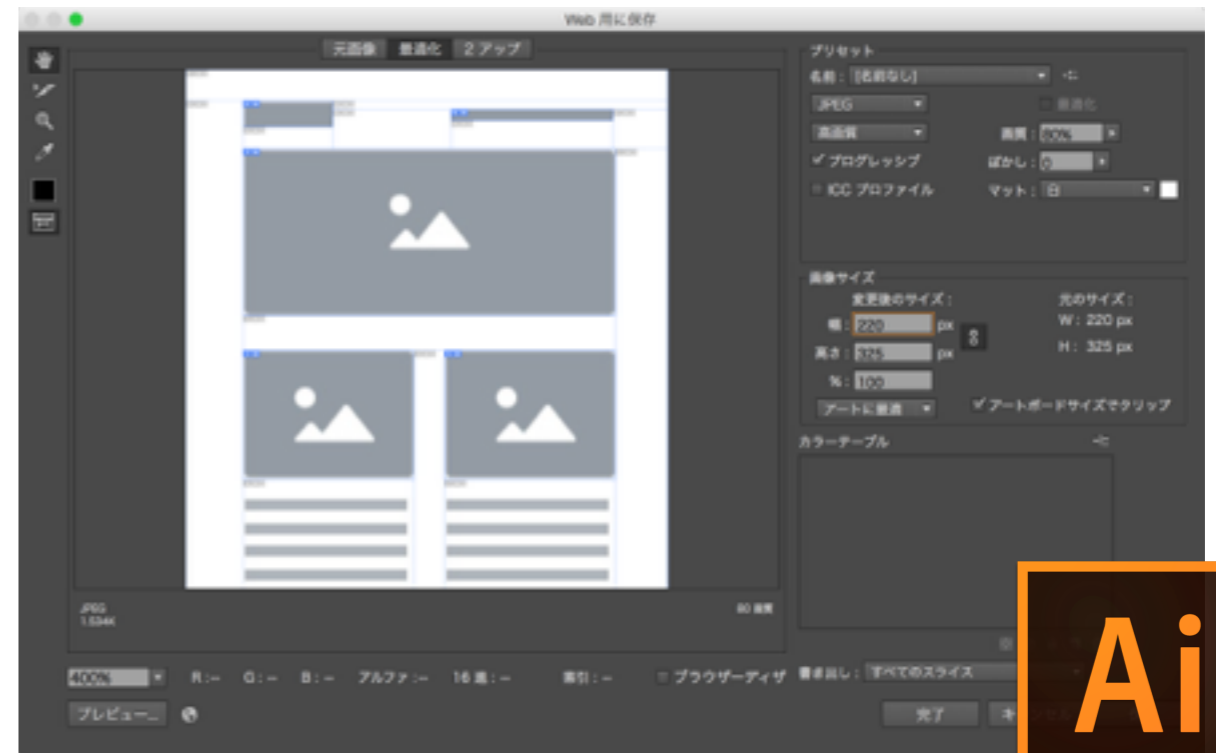 Web 用に保存
元画像 最適化 2 アップ
プリセット
名前： [名前なし]
JPEG 最適化
高画質 画質： 80%
プログレッシブ ぼかし： 0
ICC プロファイル マット： 白
画像サイズ
変更後のサイズ： 元のサイズ：
幅： 220 px W： 220 px
高さ： 325 px H： 325 px
%： 100
アートに最適 アートボードサイズでクリップ
カラーテーブル
JPEG 80 画質
1.534K
400% R：-- G：-- B：-- アルファ：-- 16 進：-- 索引：-- ブラウザーディザ
書き出し： すべてのスライス
プレビュー... 完了
Ai